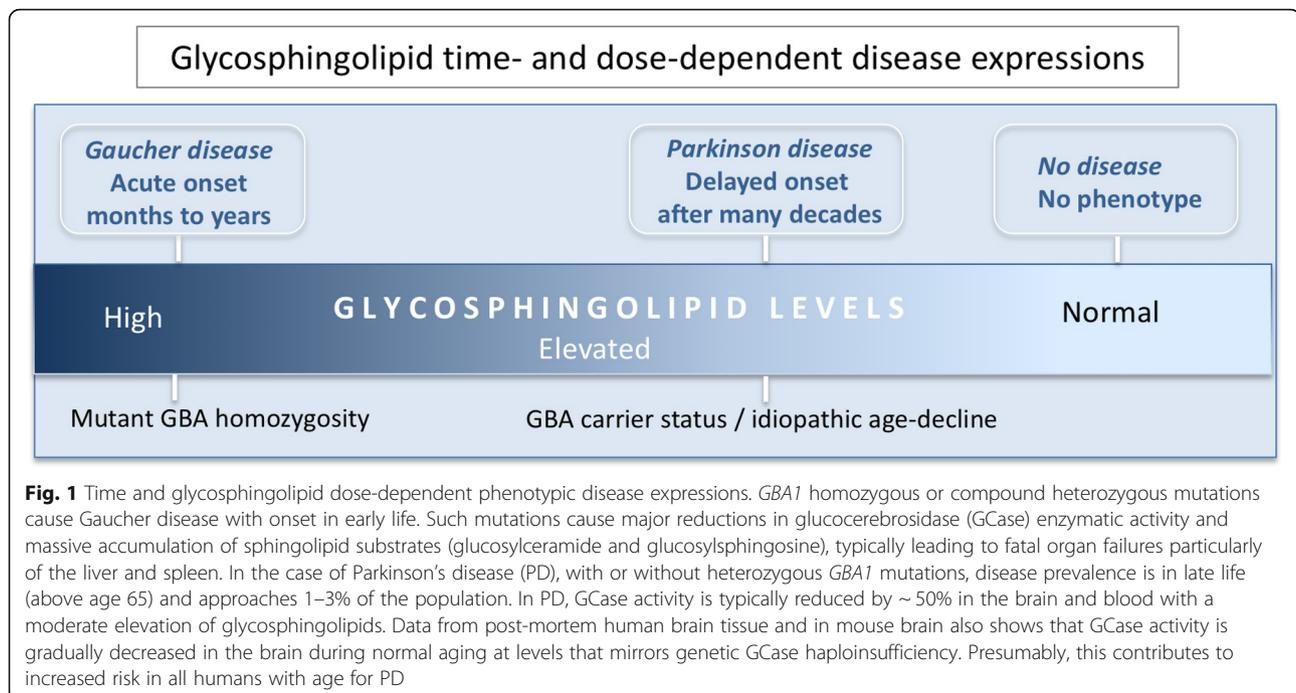 Glycosphingolipid time- and dose-dependent disease expressions
Gaucher disease
Acute onset
months to years
Parkinson disease
Delayed onset
after many decades
No disease
No phenotype
High
GLYCOSPHINGOLIPID LEVELS
Elevated
Normal
Mutant GBA homozygosity
GBA carrier status / idiopathic age-decline
Fig. 1 Time and glycosphingolipid dose-dependent phenotypic disease expressions. GBA1 homozygous or compound heterozygous mutations
cause Gaucher disease with onset in early life. Such mutations cause major reductions in glucocerebrosidase (GCase) enzymatic activity and
massive accumulation of sphingolipid substrates (glucosylceramide and glucosylsphingosine), typically leading to fatal organ failures particularly
of the liver and spleen. In the case of Parkinson's disease (PD), with or without heterozygous GBA1 mutations, disease prevalence is in late life
(above age 65) and approaches 1–3% of the population. In PD, GCase activity is typically reduced by ~ 50% in the brain and blood with a
moderate elevation of glycosphingolipids. Data from post-mortem human brain tissue and in mouse brain also shows that GCase activity is
gradually decreased in the brain during normal aging at levels that mirrors genetic GCase haploinsufficiency. Presumably, this contributes to
increased risk in all humans with age for PD